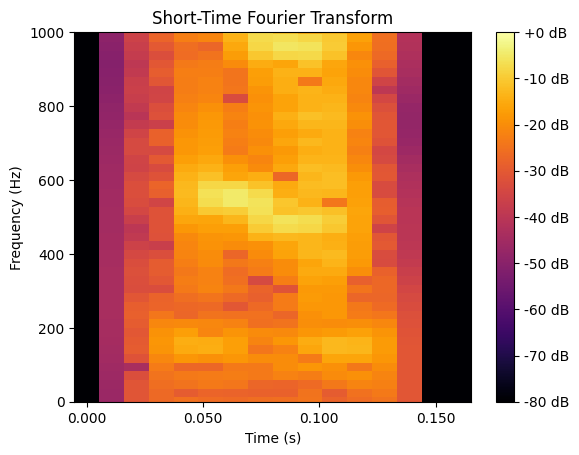 Short-Time Fourier Transform
1000
800
600
400
200
0
Frequency (Hz)
0.000
0.050
0.100
0.150
Time (s)
+0 dB
-10 dB
-20 dB
-30 dB
-40 dB
-50 dB
-60 dB
-70 dB
-80 dB